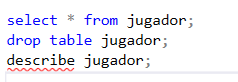 select * from jugador;
drop table jugador;
describe jugador;